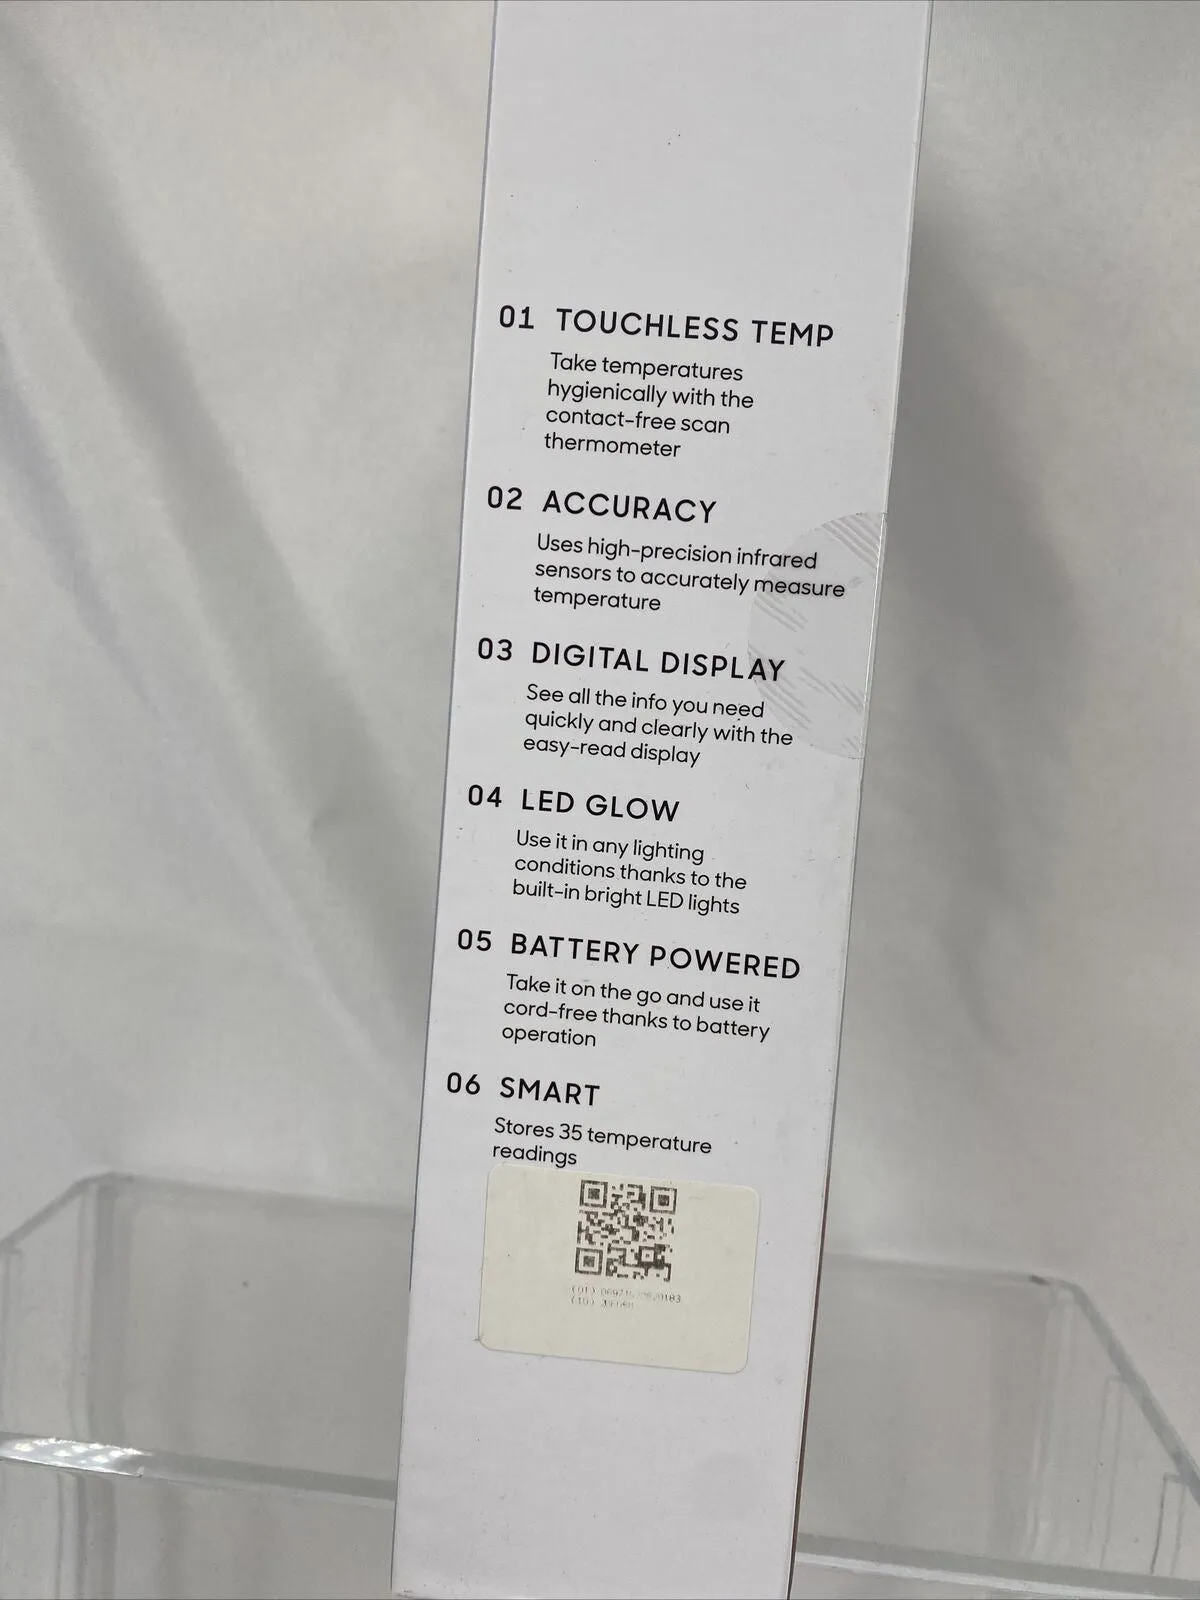 01 TOUCHLESS TEMP
Take temperatures
hygienically with the
contact-free scan
thermometer
02 ACCURACY
Uses high-precision infrared
sensors to accurately measure
temperature
03 DIGITAL DISPLAY
See all the info you need
quickly and clearly with the
easy-read display
04 LED GLOW
Use it in any lighting
conditions thanks to the
built-in bright LED lights
05 BATTERY POWERED
Take it on the go and use it
cord-free thanks to battery
operation
06 SMART
Stores 35 temperature
readings
(01)
(10)